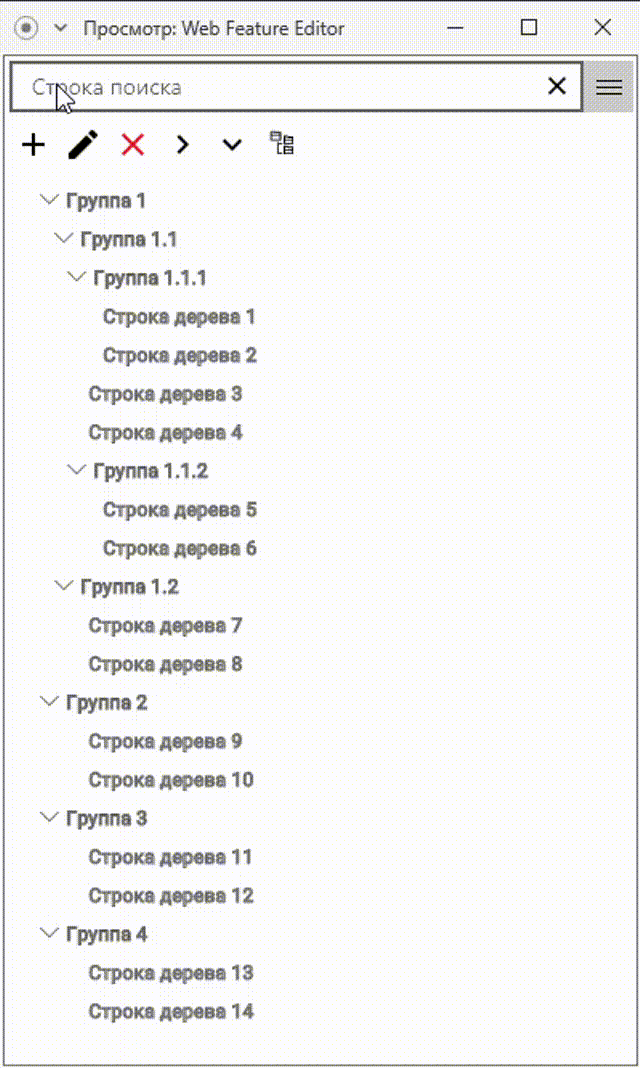 Просмотр: Web Feature Editor
Строка поиска
Группа 1
Группа 1.1
Группа 1.1.1
Строка дерева 1
Строка дерева 2
Строка дерева 3
Строка дерева 4
Группа 1.1.2
Строка дерева 5
Строка дерева 6
Группа 1.2
Строка дерева 7
Строка дерева 8
Группа 2
Строка дерева 9
Строка дерева 10
Группа 3
Строка дерева 11
Строка дерева 12
Группа 4
Строка дерева 13
Строка дерева 14